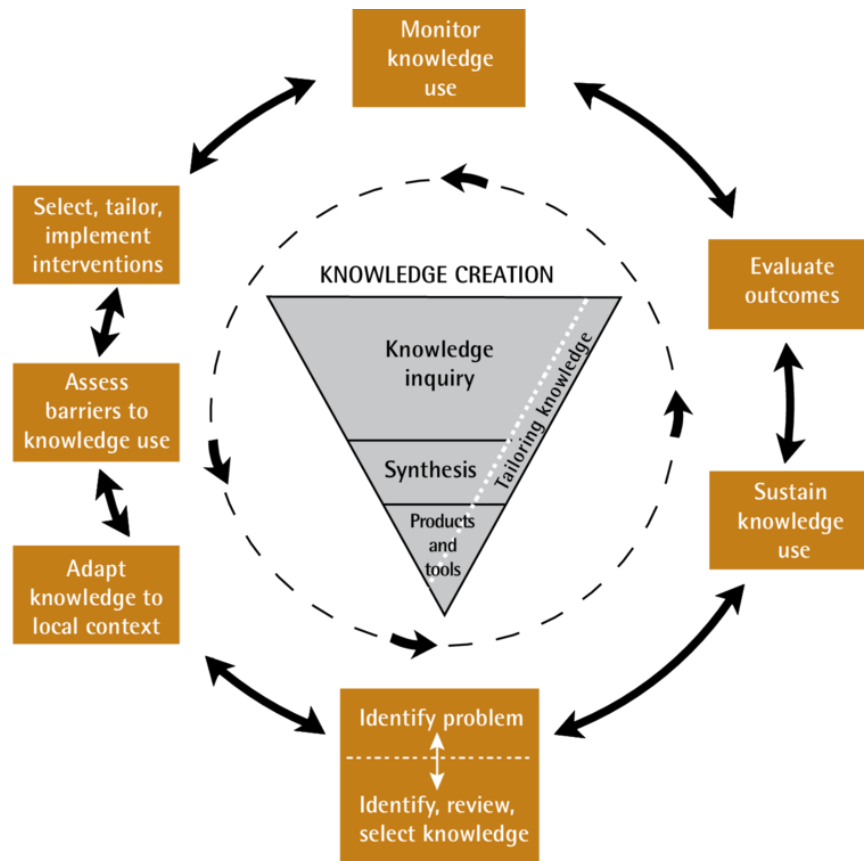 Monitor
knowledge
use
Select, tailor,
implement
interventions
Evaluate
outcomes
KNOWLEDGE CREATION
Knowledge
inquiry
Tailoring knowledge
Assess
barriers to
knowledge use
Synthesis
Sustain
knowledge
use
Products
and
tools
Adapt
knowledge to
local context
Identify problem
Identify, review,
select knowledge